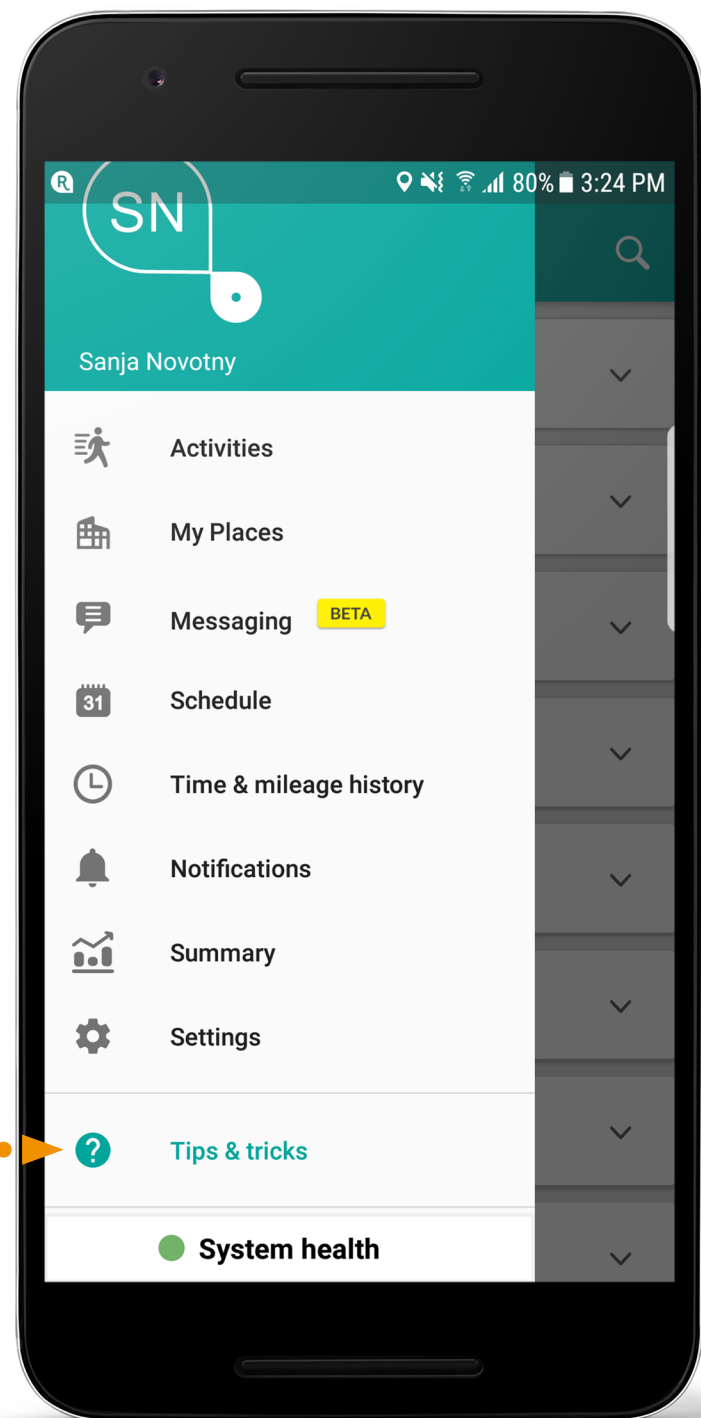 R
80% 3:24 PM
SN
Sanja Novotny
Activities
My Places
Messaging BETA
31 Schedule
Time & mileage history
Notifications
Summary
Settings
? Tips & tricks
System health